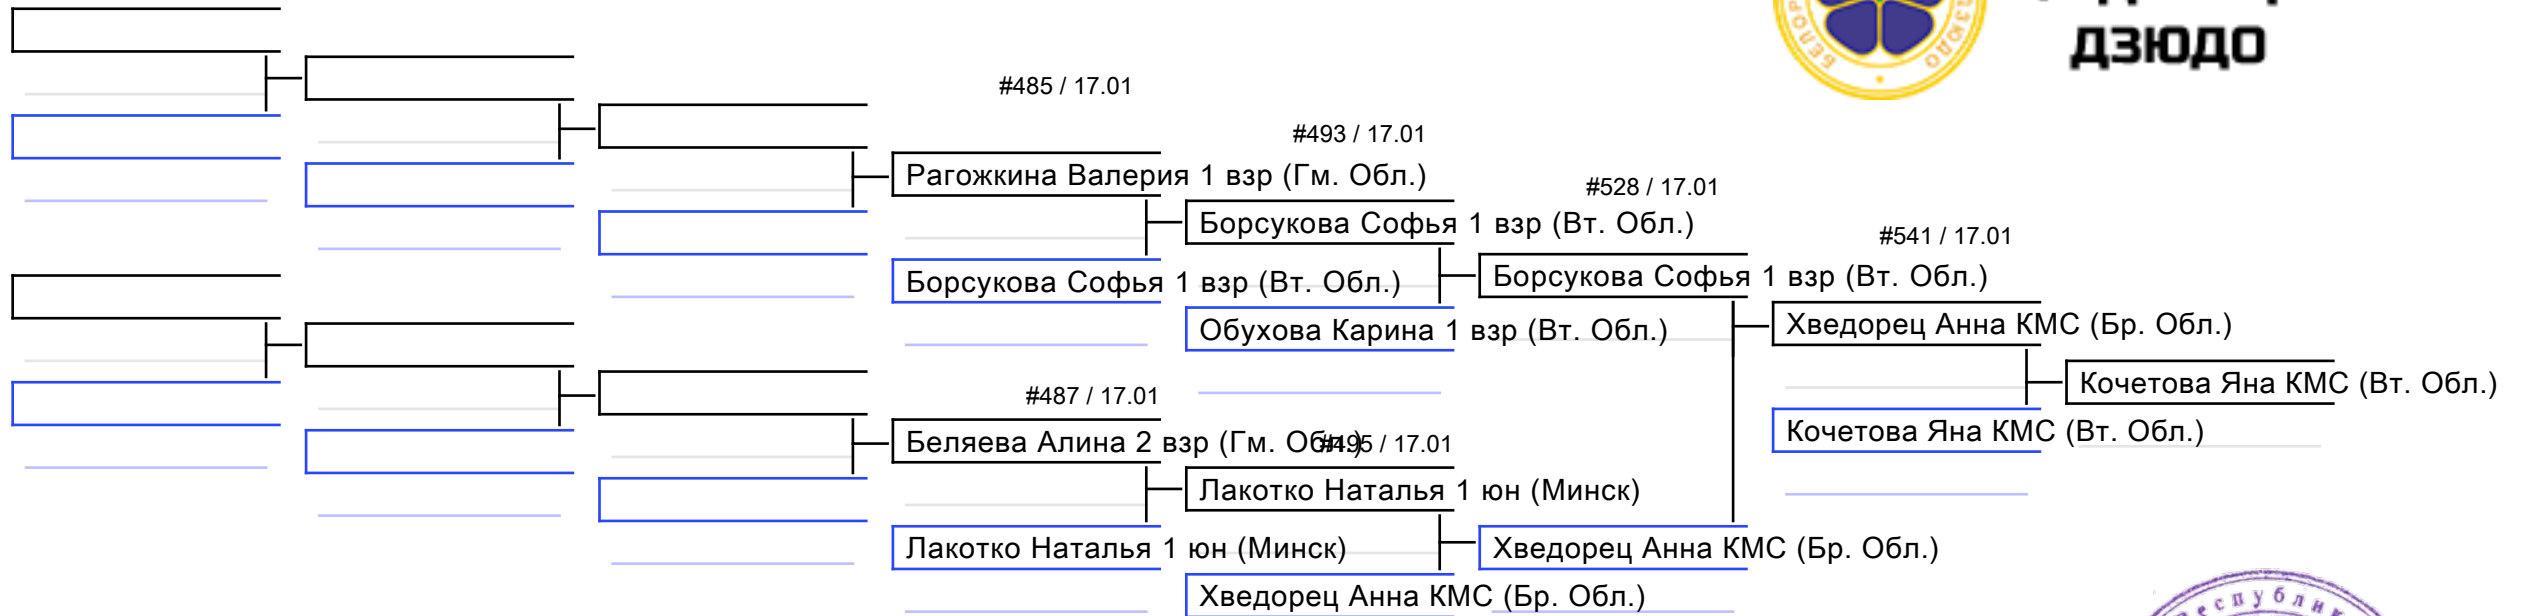 ДЗЮДО
#485 / 17.01
#493 / 17.01
Рагожкина Валерия 1 взр (Гм. Обл.)
#528 / 17.01
Борсукова Софья 1 взр (Вт. Обл.)
#541 / 17.01
Борсукова Софья 1 взр (Вт. Обл.)
Борсукова Софья 1 взр (Вт. Обл.)
Обухова Карина 1 взр (Вт. Обл.)
Хведорец Анна КМС (Бр. Обл.)
Кочетова Яна КМС (Вт. Обл.)
#487 / 17.01
Кочетова Яна КМС (Вт. Обл.)
Беляева Алина 2 взр (Гм. Обл.)
#495 / 17.01
Лакотко Наталья 1 юн (Минск)
Лакотко Наталья 1 юн (Минск)
Хведорец Анна КМС (Бр. Обл.)
Хведорец Анна КМС (Бр. Обл.)